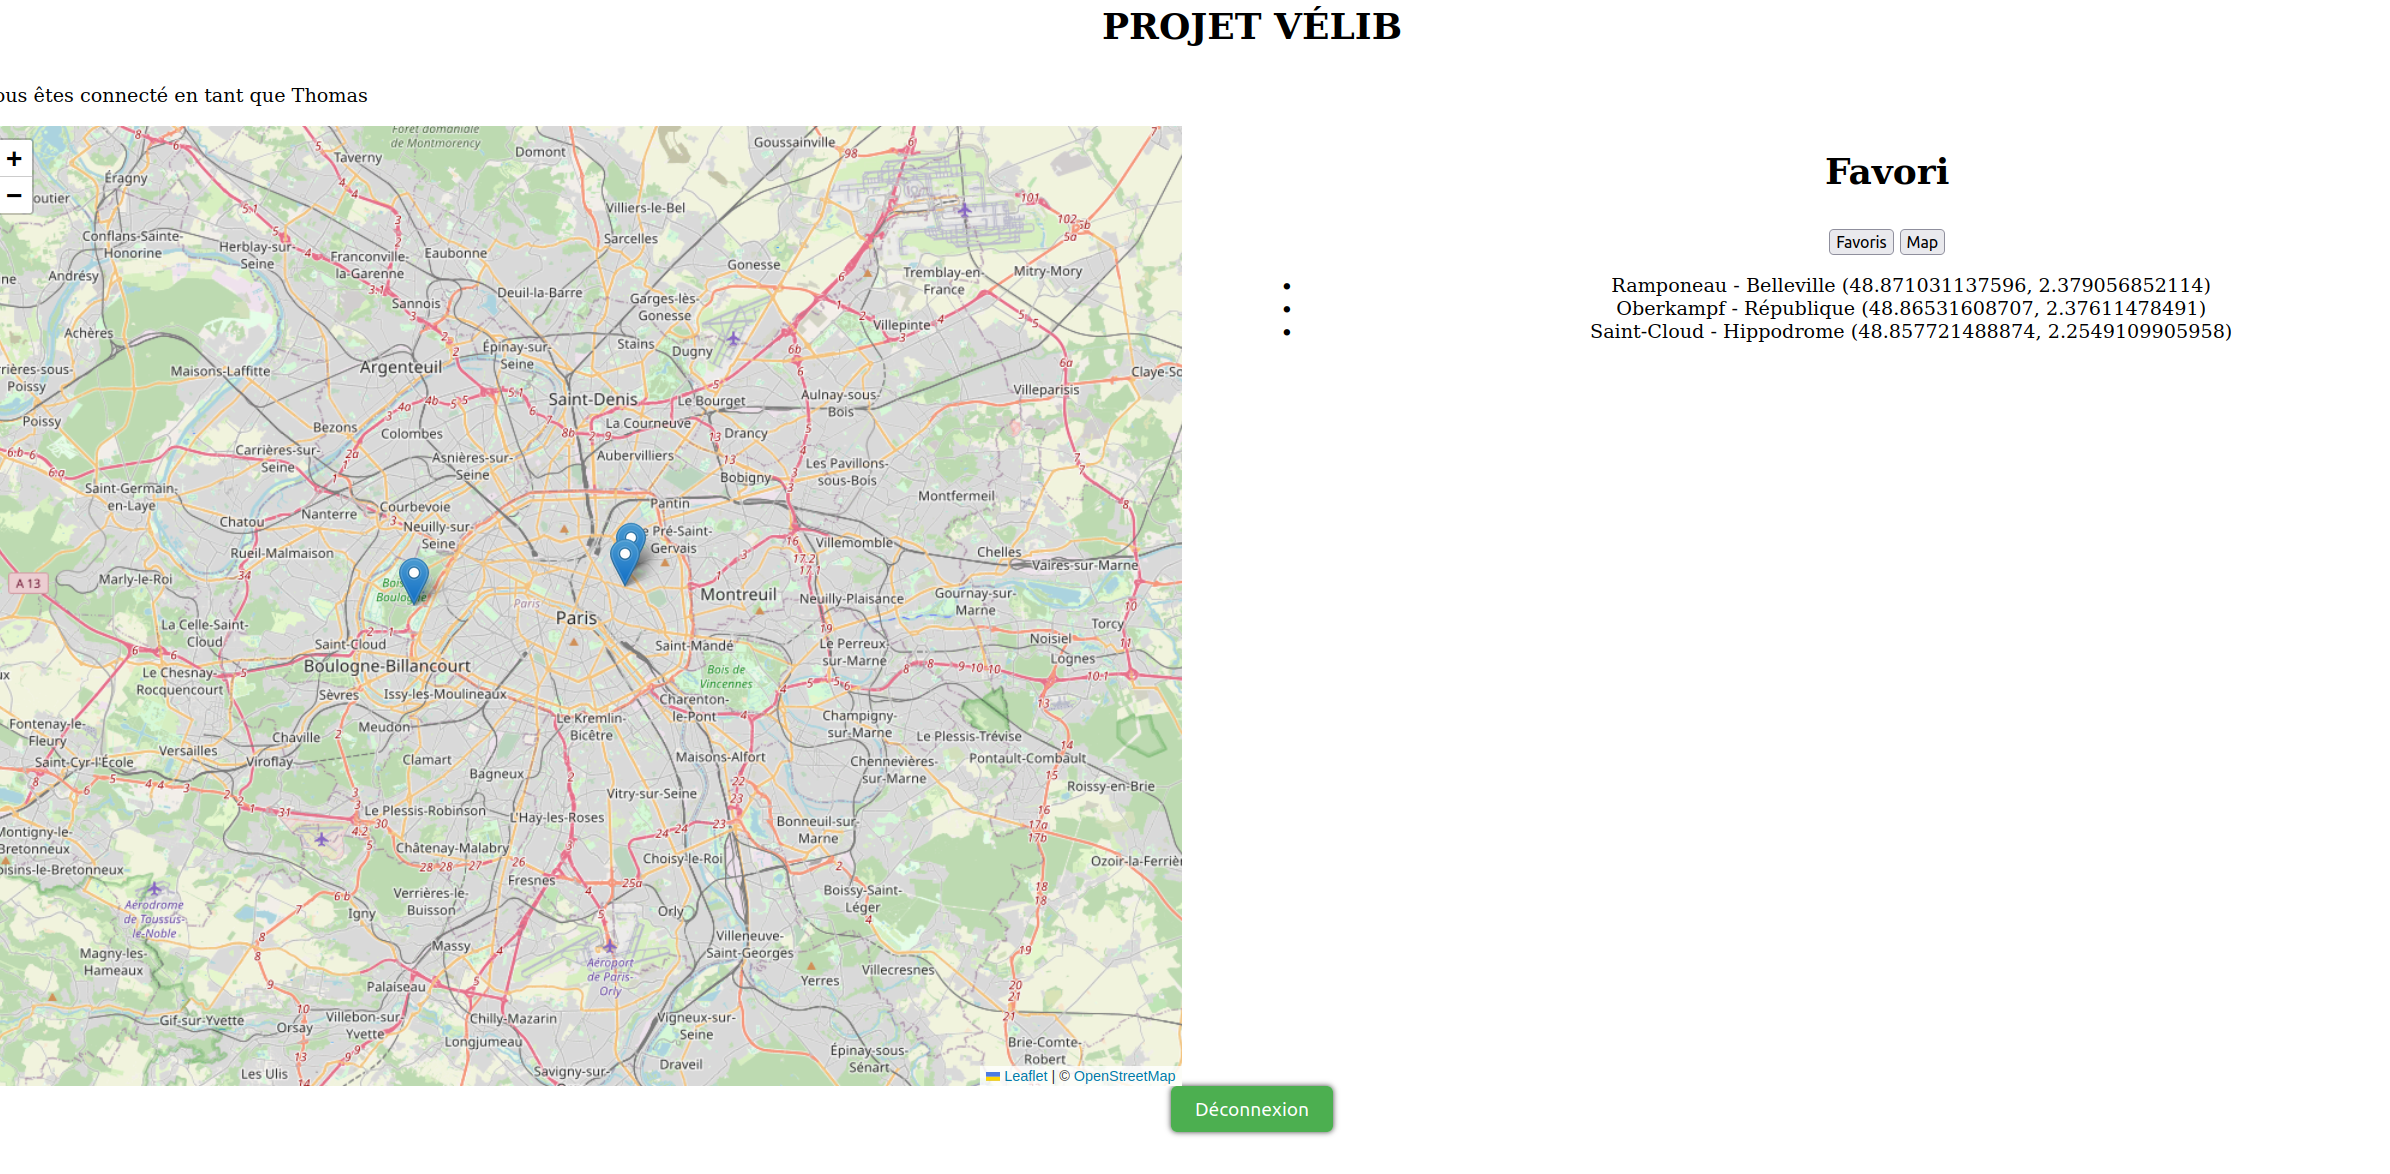 PROJET VÉLIB
ous êtes connecté en tant que Thomas
+
−
Favori
Favoris Map
Ramponeau - Belleville (48.871031137596, 2.379056852114)
Oberkampf - République (48.86531608707, 2.37611478491)
Saint-Cloud - Hippodrome (48.857721488874, 2.2549109905958)
Forêt domaniale
de Montmorency
Domont
Goussainville
Taverny
Éragny
outier
Villiers-le-Bel
Sarcelles
Conflans-Sainte-
Honorine
Herblay-sur-
Seine
Franconville-
la-Garenne
Eaubonne
Gonesse
Tremblay-en-
France
Mitry-Mory
Andrésy
Sannois
Deuil-la-Barre
Garges-lès-
Gonesse
Villepinte
Achères
Épinay-sur-
Seine
Stains
Dugny
Maisons-Laffitte
Argenteuil
Saint-Denis
Le Bourget
Aulnay-sous-
Bois
Villeparisis
Claye-So
rières-sous-
Poissy
Poissy
Bezons
Colombes
La Courneuve
Drancy
Carrières-sur-
Seine
Asnières-sur-
Seine
Aubervilliers
Bobigny
Les Pavillons-
sous-Bois
Saint-Germain-
en-Laye
Montfermeil
Chatou
Nanterre
Courbevoie
Neuilly-sur-
Seine
Pantin
e Pré-Saint-
Gervais
Rueil-Malmaison
Villemomble
Chelles
Vaires-sur-Marne
A 13
Marly-le-Roi
Paris
Paris
Montreuil
Neuilly-Plaisance
Gournay-sur-
Marne
La Celle-Saint-
Cloud
Saint-Cloud
Saint-Mandé
Le Perreux-
sur-Marne
Torcy
Noisiel
Lognes
Boulogne-Billancourt
Bois de
Vincennes
Le Chesnay-
Rocquencourt
Sèvres
Issy-les-Moulineaux
Charenton-
le-Pont
Fontenay-le-
Fleury
Chaville
Meudon
Le Kremlin-
Bicêtre
Champigny-
sur-Marne
Le Plessis-Trévise
Versailles
Saint-Cyr-l'École
Viroflay
Clamart
Bagneux
Maisons-Alfort
Chennevières-
sur-Marne
Pontault-Combault
Roissy-en-Brie
Vitry-sur-Seine
Le Plessis-Robinson
L'Haÿ-les-Roses
Montigny-le-
Bretonneux
Bonneuil-sur-
Marne
Châtenay-Malabry
Choisy-le-Roi
Ozoir-la-Ferriè
oisins-le-Bretonneux
Fresnes
Verrières-le-
Buisson
Boissy-Saint-
Léger
Aérodrome
de Toussus-
le-Noble
Igny
Orly
Massy
Villeneuve-
Saint-Georges
Magny-les-
Hameaux
Aéroport
de Paris-
Orly
Villecresnes
Yerres
Palaiseau
Gif-sur-Yvette
Orsay
Villebon-sur-
Yvette
Chilly-Mazarin
Vigneux-sur-
Seine
Longjumeau
Brie-Comte-
Robert
Épinay-sous-
Sénart
Les Ulis
Savigny-sur-
Draveil
Leaflet | © OpenStreetMap
Déconnexion